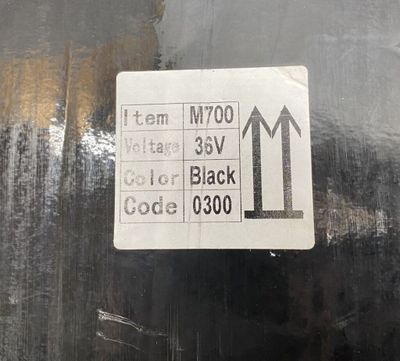 Item M700
Voltage 36V
Color Black
Code 0300